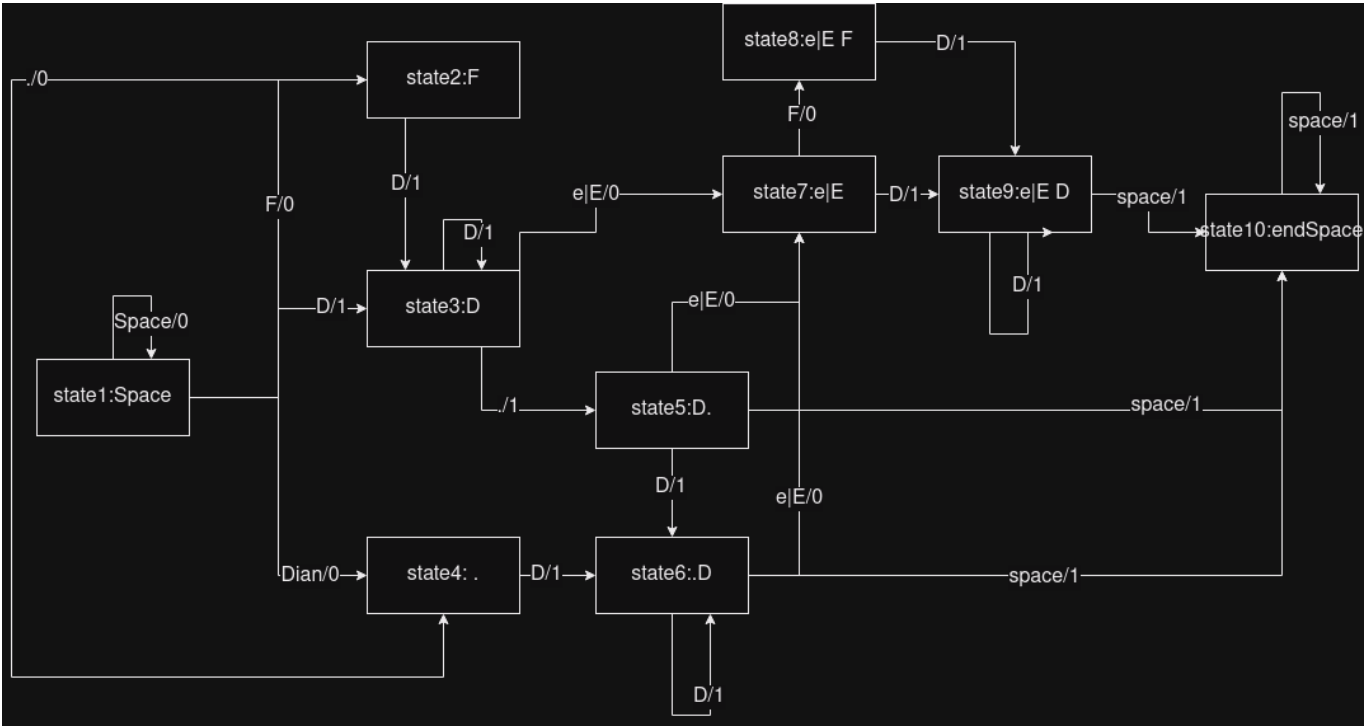 state8:e|E F
D/1
./0
state2:F
space/1
F/0
D/1
e|E/0
state7:e|E
D/1
state9:e|E D
space/1
F/0
D/1
state10:endSpace
D/1
D/1
state3:D
e|E/0
Space/0
state1:Space
./1
state5:D.
space/1
D/1
e|E/0
Dian/0
state4: .
D/1
state6:.D
space/1
D/1